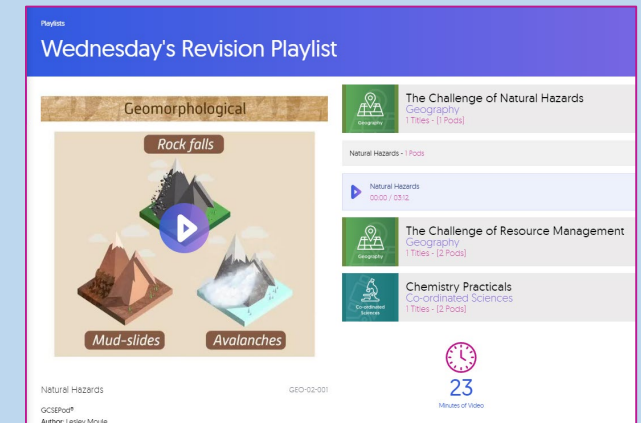 Playlists
Wednesday's Revision Playlist
Geomorphological
Rock falls
Mud-slides
Avalanches
Natural Hazards
GEO-02-001
GCSEPod®
Author: Lesley Moule
Geography
The Challenge of Natural Hazards
Geography
1 Titles - [1 Pods]
Natural Hazards - 1 Pods
Natural Hazards
00:00 / 03:12
Geography
The Challenge of Resource Management
Geography
1 Titles - [2 Pods]
Co-ordinated
Sciences
Chemistry Practicals
Co-ordinated Sciences
1 Titles - [2 Pods]
23
Minutes of Video